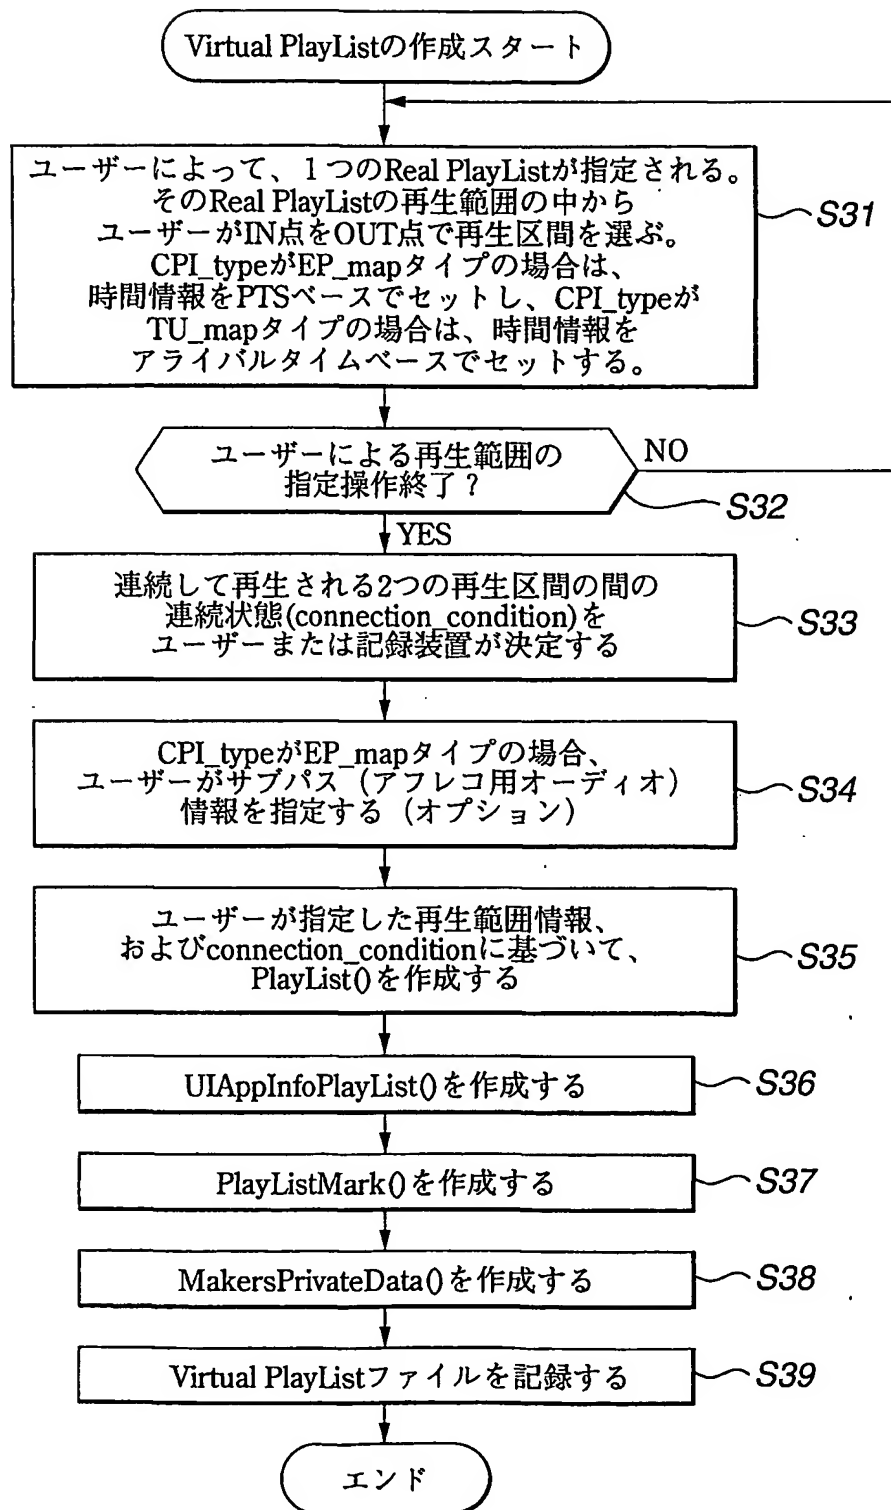 Virtual PlayListの作成スタート
ユーザーによって、1つのReal PlayListが指定される。
そのReal PlayListの再生範囲の中から
ユーザーがIN点をOUT点で再生区間を選ぶ。
CPI_typeがEP_mapタイプの場合は、
時間情報をPTSベースでセットし、CPI_typeが
TU_mapタイプの場合は、時間情報を
アライバルタイムベースでセットする。
S31
ユーザーによる再生範囲の
指定操作終了?
NO
S32
YES
連続して再生される2つの再生区間の間の
連続状態(connection_condition)を
ユーザーまたは記録装置が決定する
S33
CPI_typeがEP_mapタイプの場合、
ユーザーがサブパス(アフレコ用オーディオ)
情報を指定する(オプション)
S34
ユーザーが指定した再生範囲情報、
およびconnection_conditionに基づいて、
PlayList()を作成する
S35
UIAppInfoPlayList()を作成する
S36
PlayListMark()を作成する
S37
MakersPrivateData()を作成する
S38
Virtual PlayListファイルを記録する
S39
エンド